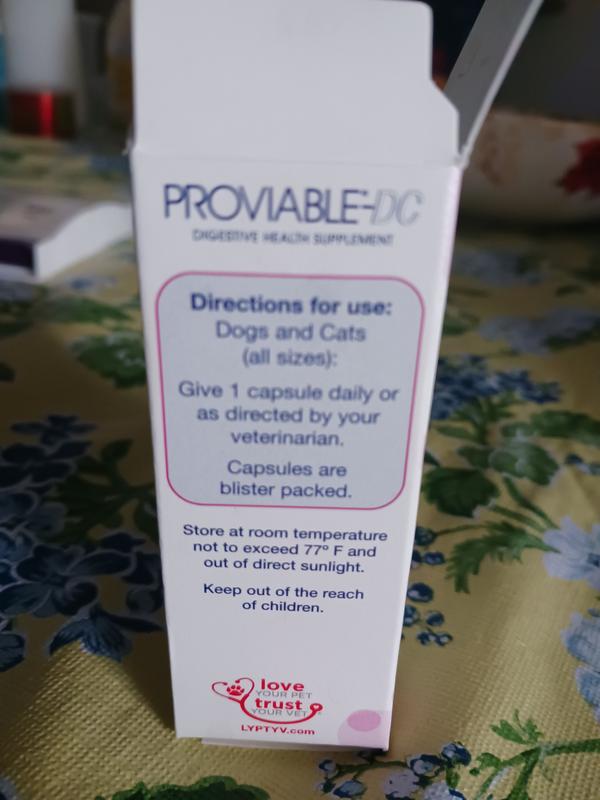 PROVIABLE™-DC
DIGESTIVE HEALTH SUPPLEMENT
Directions for use:
Dogs and Cats
(all sizes):
Give 1 capsule daily or
as directed by your
veterinarian.
Capsules are
blister packed.
Store at room temperature
not to exceed 77º F and
out of direct sunlight.
Keep out of the reach
of children.
love
YOUR PET
trust
YOUR VET
LYPTYV.com